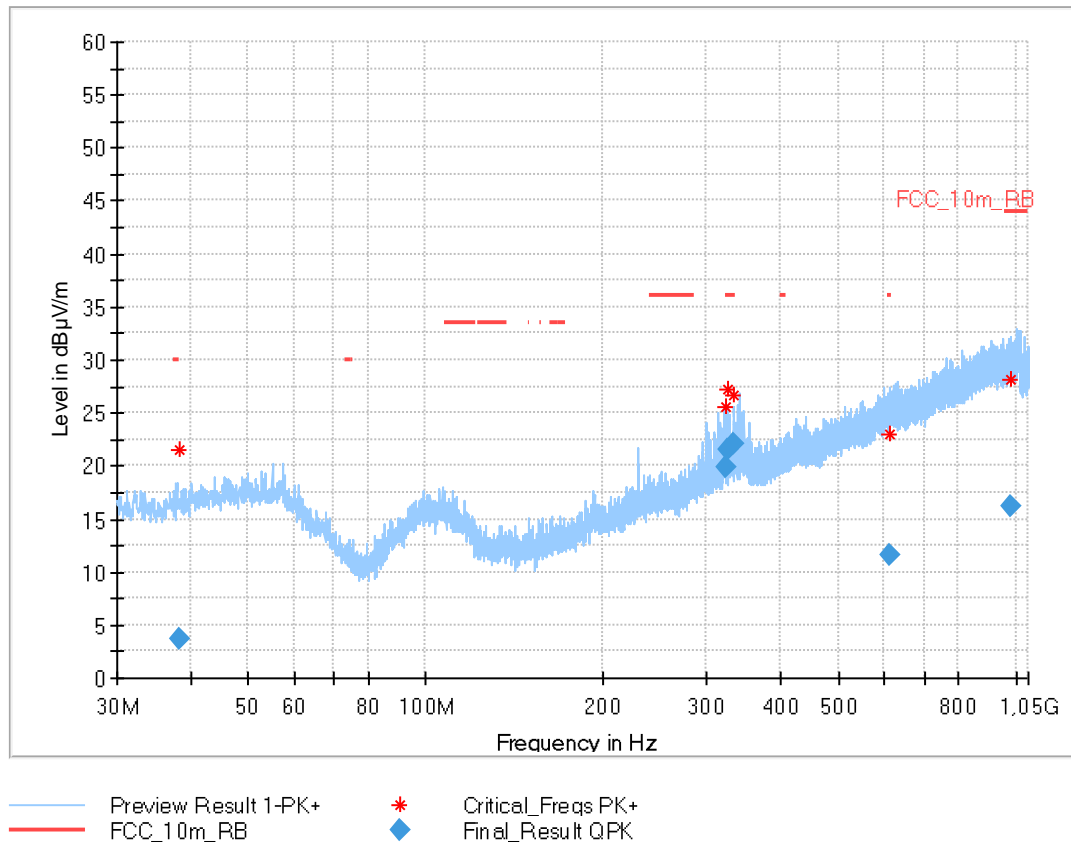 60
55
50
45
40
35
30
25
20
15
10
5
0
Level in dBµV/m
FCC_10m_RB
30M 50 60 80 100M 200 300 400 500 800 1,05G
Frequency in Hz
Preview Result 1-PK+
Critical_Freqs PK+
FCC_10m_RB
Final_Result QPK